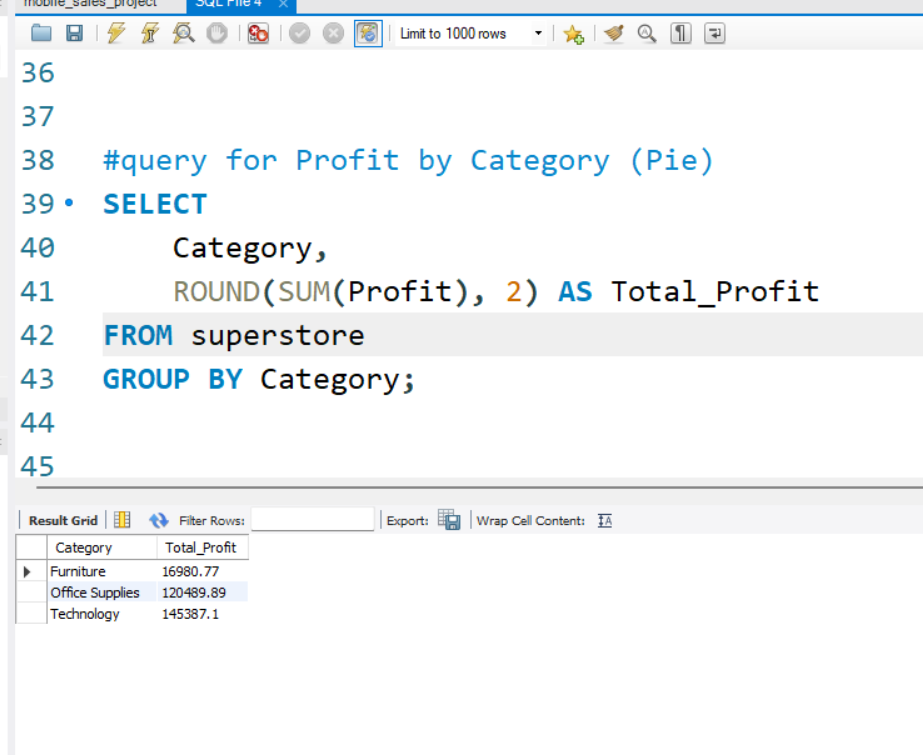 mobile_sales_project SQL File 4
Limit to 1000 rows
36
37
38 #query for Profit by Category (Pie)
39 SELECT
40 Category,
41 ROUND(SUM(Profit), 2) AS Total_Profit
42 FROM superstore
43 GROUP BY Category;
44
45
Result Grid Filter Rows: Export: Wrap Cell Content:
Category Total_Profit
Furniture 16980.77
Office Supplies 120489.89
Technology 145387.1